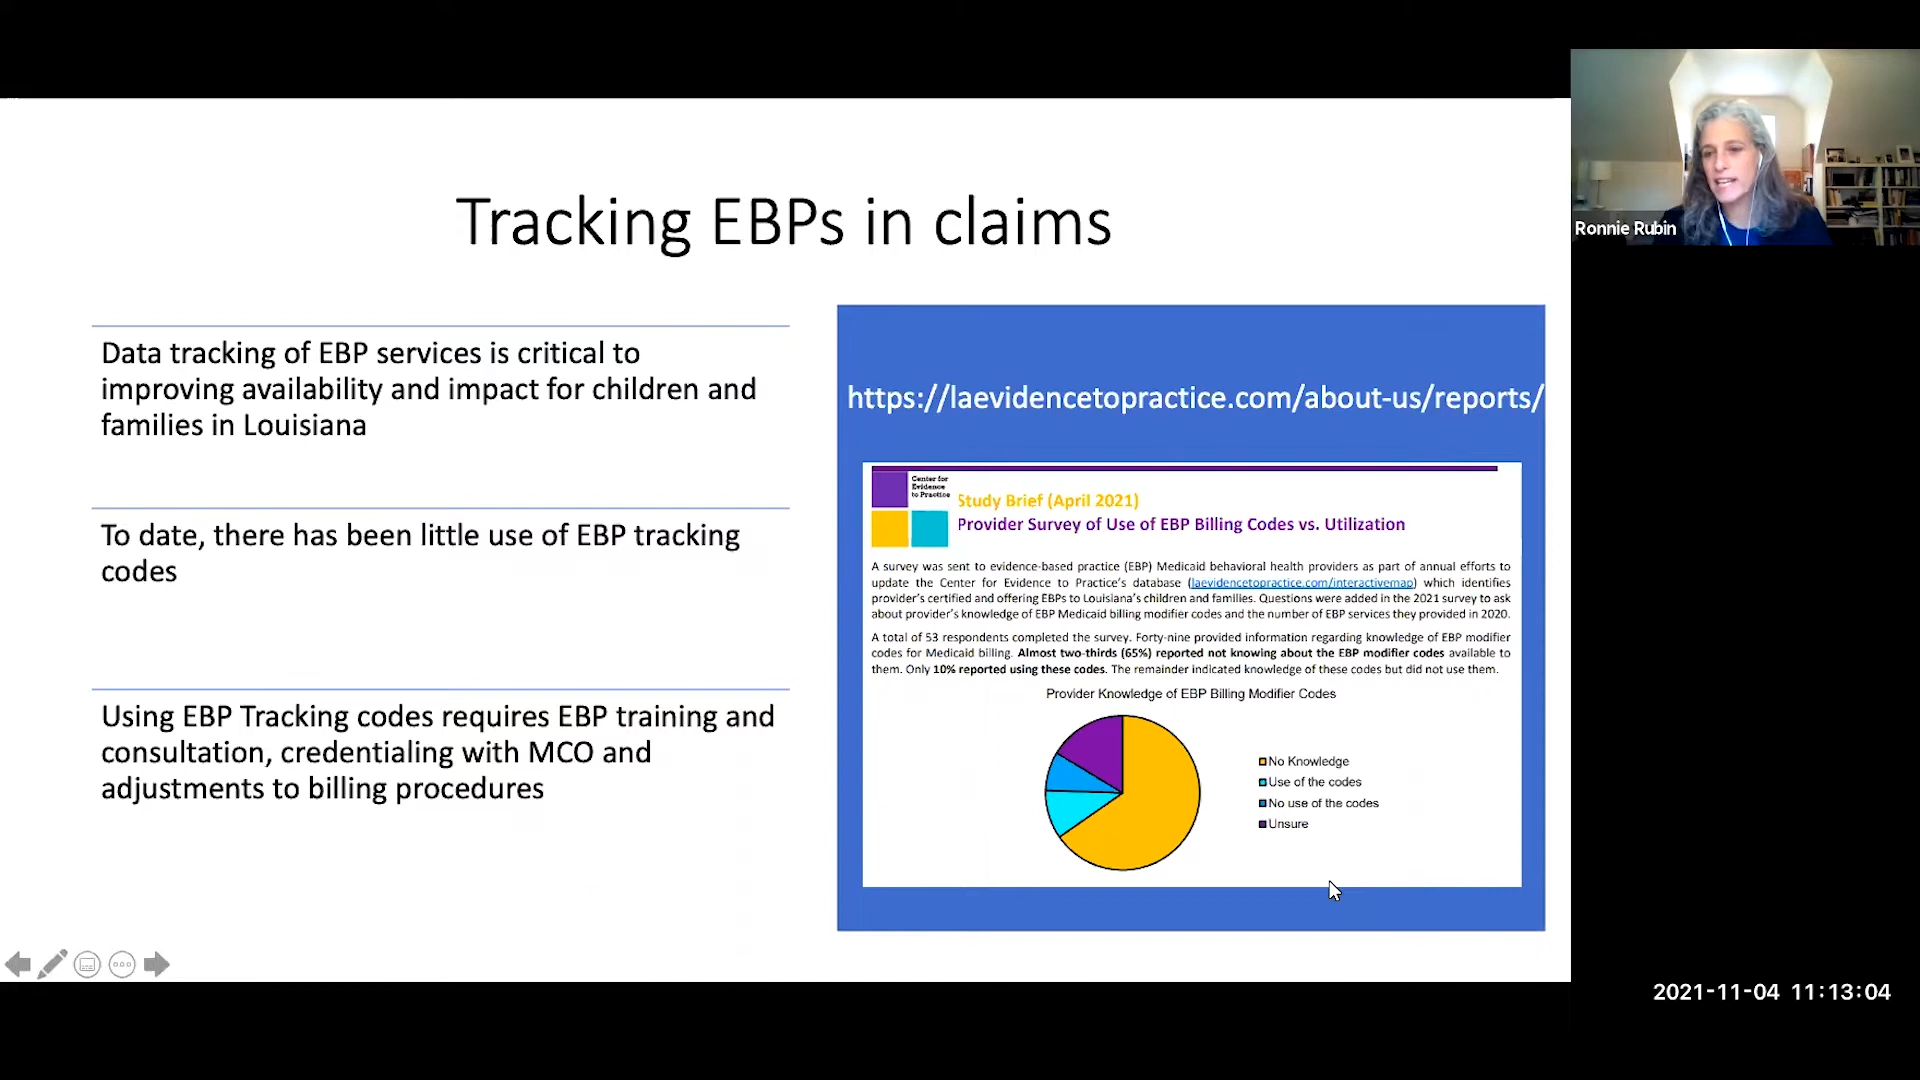 Tracking EBPs in claims
Data tracking of EBP services is critical to
improving availability and impact for children and
families in Louisiana
To date, there has been little use of EBP tracking
codes
Using EBP Tracking codes requires EBP training and
consultation, credentialing with MCO and
adjustments to billing procedures
https://laevidencetopractice.com/about-us/reports/
Center for
Evidence
to Practice
Study Brief (April 2021)
Provider Survey of Use of EBP Billing Codes vs. Utilization
A survey was sent to evidence-based practice (EBP) Medicaid behavioral health providers as part of annual efforts to
update the Center for Evidence to Practice's database (laevidencetopractice.com/interactivemap) which identifies
provider's certified and offering EBPs to Louisiana's children and families. Questions were added in the 2021 survey to ask
about provider's knowledge of EBP Medicaid billing modifier codes and the number of EBP services they provided in 2020.
A total of 53 respondents completed the survey. Forty-nine provided information regarding knowledge of EBP modifier
codes for Medicaid billing. Almost two-thirds (65%) reported not knowing about the EBP modifier codes available to
them. Only 10% reported using these codes. The remainder indicated knowledge of these codes but did not use them.
Provider Knowledge of EBP Billing Modifier Codes
No Knowledge
Use of the codes
No use of the codes
Unsure
Ronnie Rubin
2021-11-04 11:13:04